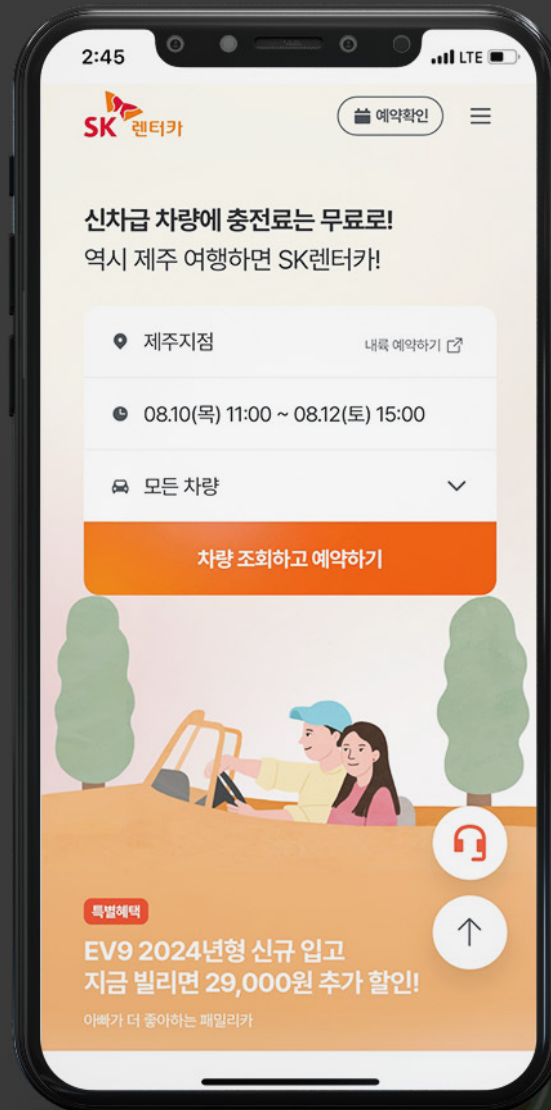 2:45
LTE
SK 렌터카
예약확인
신차급 차량에 충전료는 무료로!
역시 제주 여행하면 SK렌터카!
제주지점
내륙 예약하기
08.10(목) 11:00 ~ 08.12(토) 15:00
모든 차량
차량 조회하고 예약하기
특별혜택
EV9 2024년형 신규 입고
지금 빌리면 29,000원 추가 할인!
아빠가 더 좋아하는 패밀리카